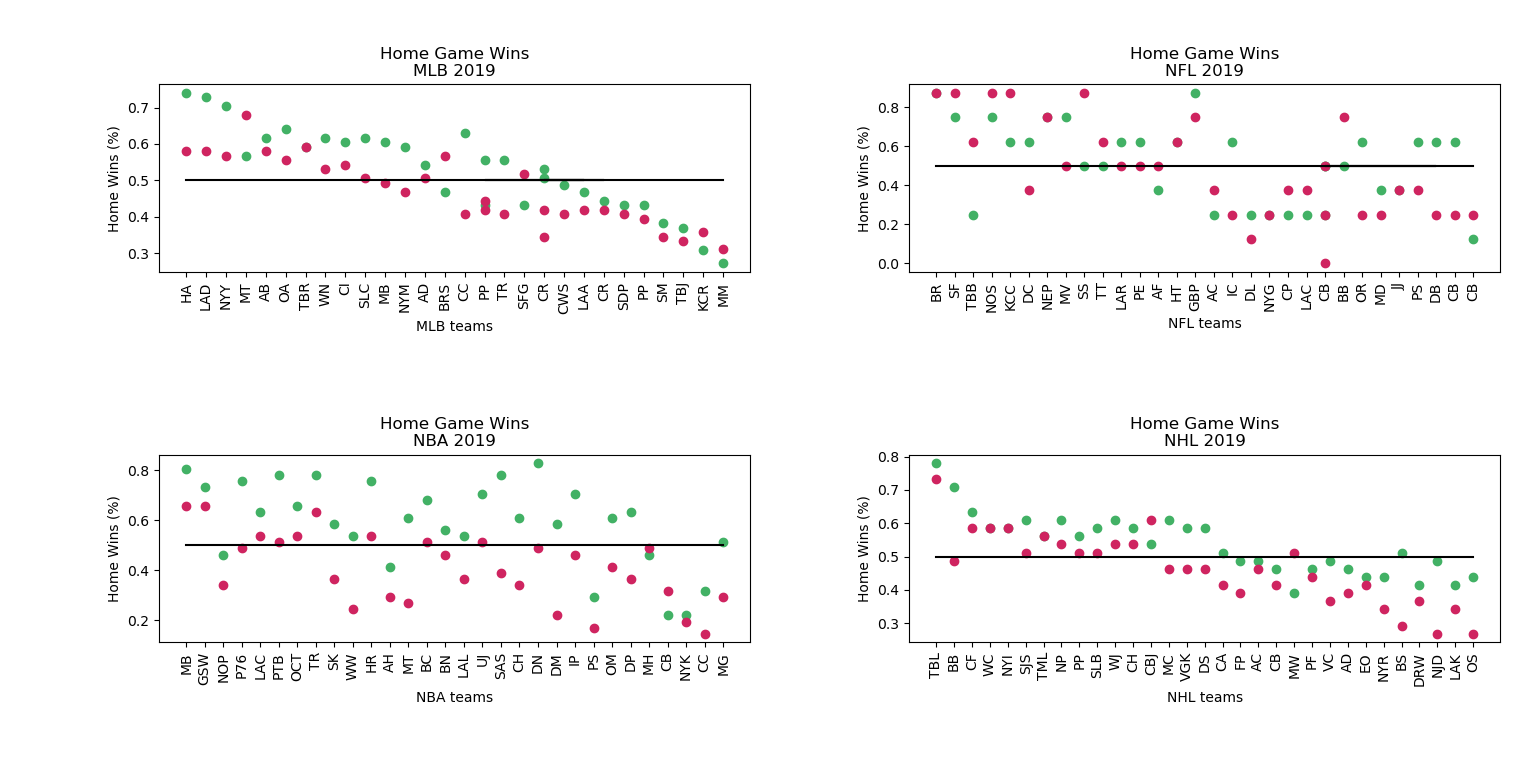 Home Game Wins
MLB 2019
Home Wins (%)
0.7
0.6
0.5
0.4
0.3
HA LAD NYY MT AB OA TBR WN CI SLC MB NYM AD BRS CC PP TR SFG CR CWS LAA CR SDP PP SM TBJ KCR MM
MLB teams
Home Game Wins
NFL 2019
Home Wins (%)
0.8
0.6
0.4
0.2
0.0
BR SF TBB NOS KCC DC NEP MV SS TT LAR PE AF HT GBP AC IC DL NYG CP LAC CB BB OR MD JJ PS DB CB CB
NFL teams
Home Game Wins
NBA 2019
Home Wins (%)
0.8
0.6
0.4
0.2
MB GSW NOP P76 LAC PTB OCT TR SK WW HR AH MT BC BN LAL UJ SAS CH DN DM IP PS OM DP MH CB NYK CC MG
NBA teams
Home Game Wins
NHL 2019
Home Wins (%)
0.8
0.7
0.6
0.5
0.4
0.3
TBL BB CF WC NYI SJS TML NP PP SLB WJ CH CBJ MC VGK DS CA FP AC CB MW PF VC AD EO NYR BS DRW NJD LAK OS
NHL teams